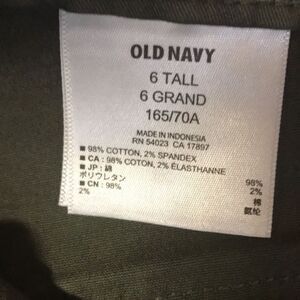 OLD NAVY
6 TALL
6 GRAND
165/70A
MADE IN INDONESIA
RN 54023 CA 17897
■ 98% COTTON, 2% SPANDEX
■ CA : 98% COTON, 2% ÉLASTHANNE
■ JP : 綿 98%
ポリウレタン 2%
■ CN : 98% 棉
2% 氨纶